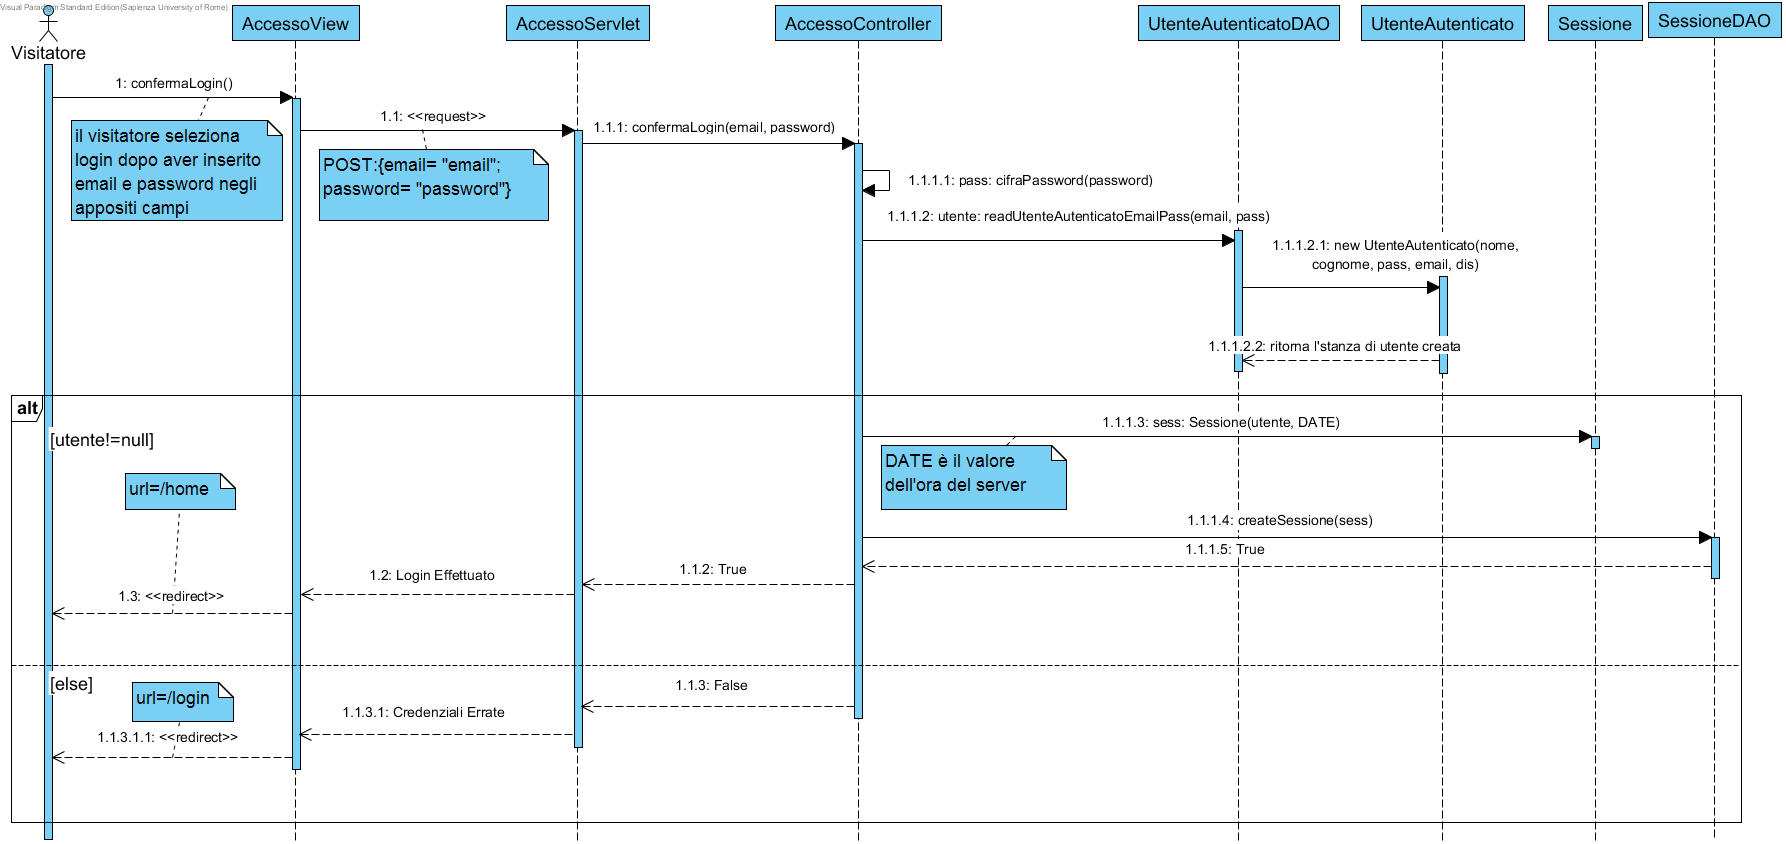 Visual Paradigm Standard Edition(Sapienza University of Rome)
Visitatore
AccessoView
AccessoServlet
AccessoController
UtenteAutenticatoDAO
UtenteAutenticato
Sessione
SessioneDAO
1: confermaLogin()
il visitatore seleziona
login dopo aver inserito
email e password negli
appositi campi
1.1: <<request>>
POST:{email= "email";
password= "password"}
1.1.1: confermaLogin(email, password)
1.1.1.1: pass: cifraPassword(password)
1.1.1.2: utente: readUtenteAutenticatoEmailPass(email, pass)
1.1.1.2.1: new UtenteAutenticato(nome,
cognome, pass, email, dis)
1.1.1.2.2: ritorna l'stanza di utente creata
alt
[utente!=null]
1.1.1.3: sess: Sessione(utente, DATE)
DATE è il valore
dell'ora del server
url=/home
1.1.1.4: createSessione(sess)
1.1.1.5: True
1.1.2: True
1.2: Login Effettuato
1.3: <<redirect>>
[else]
url=/login
1.1.3: False
1.1.3.1: Credenziali Errate
1.1.3.1.1: <<redirect>>